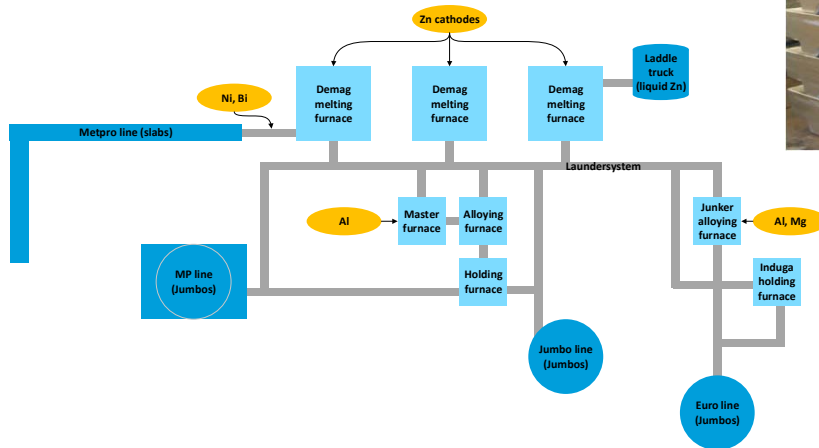 Zn cathodes
Laddle
truck
(liquid Zn)
Demag
melting
furnace
Demag
melting
furnace
Demag
melting
furnace
Ni, Bi
Metpro line (slabs)
Laundersystem
Al
Master
furnace
Alloying
furnace
Junker
alloying
furnace
Al, Mg
MP line
(Jumbos)
Holding
furnace
Induga
holding
furnace
Jumbo line
(Jumbos)
Euro line
(Jumbos)